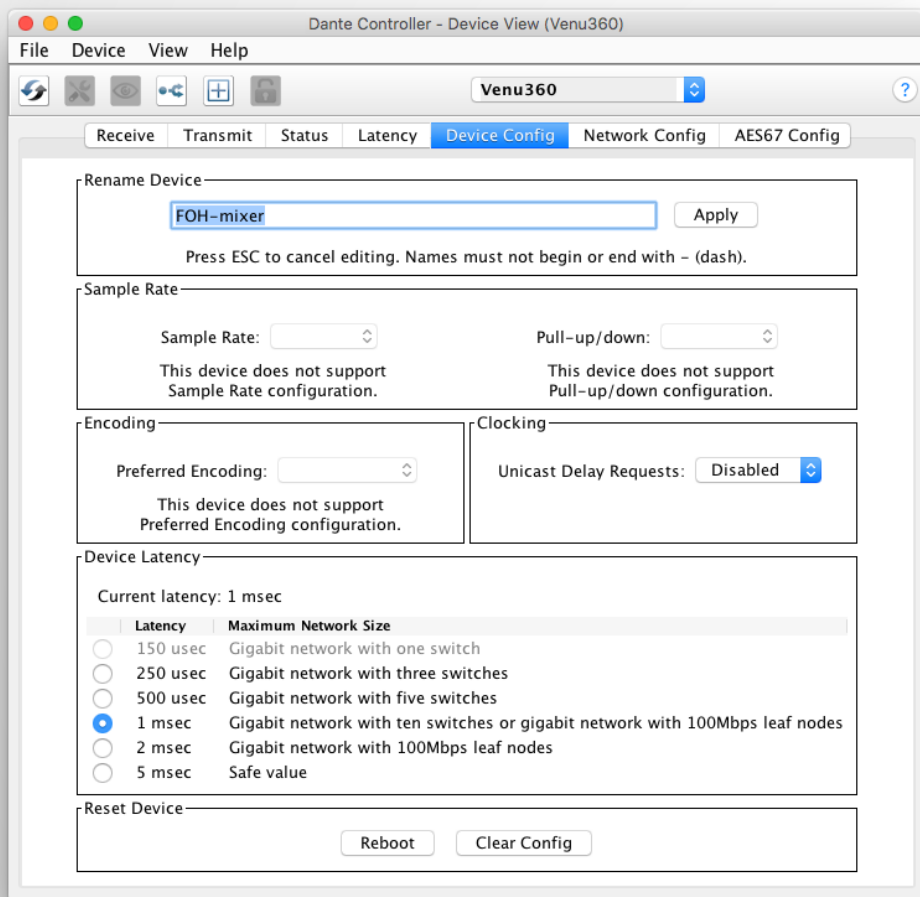 Dante Controller - Device View (Venu360)
File Device View Help
Venu360
?
Receive Transmit Status Latency Device Config Network Config AES67 Config
Rename Device
FOH-mixer Apply
Press ESC to cancel editing. Names must not begin or end with - (dash).
Sample Rate
Sample Rate: Pull-up/down:
This device does not support This device does not support
Sample Rate configuration. Pull-up/down configuration.
Encoding Clocking
Preferred Encoding: Unicast Delay Requests: Disabled
This device does not support
Preferred Encoding configuration.
Device Latency
Current latency: 1 msec
Latency Maximum Network Size
150 usec Gigabit network with one switch
250 usec Gigabit network with three switches
500 usec Gigabit network with five switches
1 msec Gigabit network with ten switches or gigabit network with 100Mbps leaf nodes
2 msec Gigabit network with 100Mbps leaf nodes
5 msec Safe value
Reset Device
Reboot Clear Config